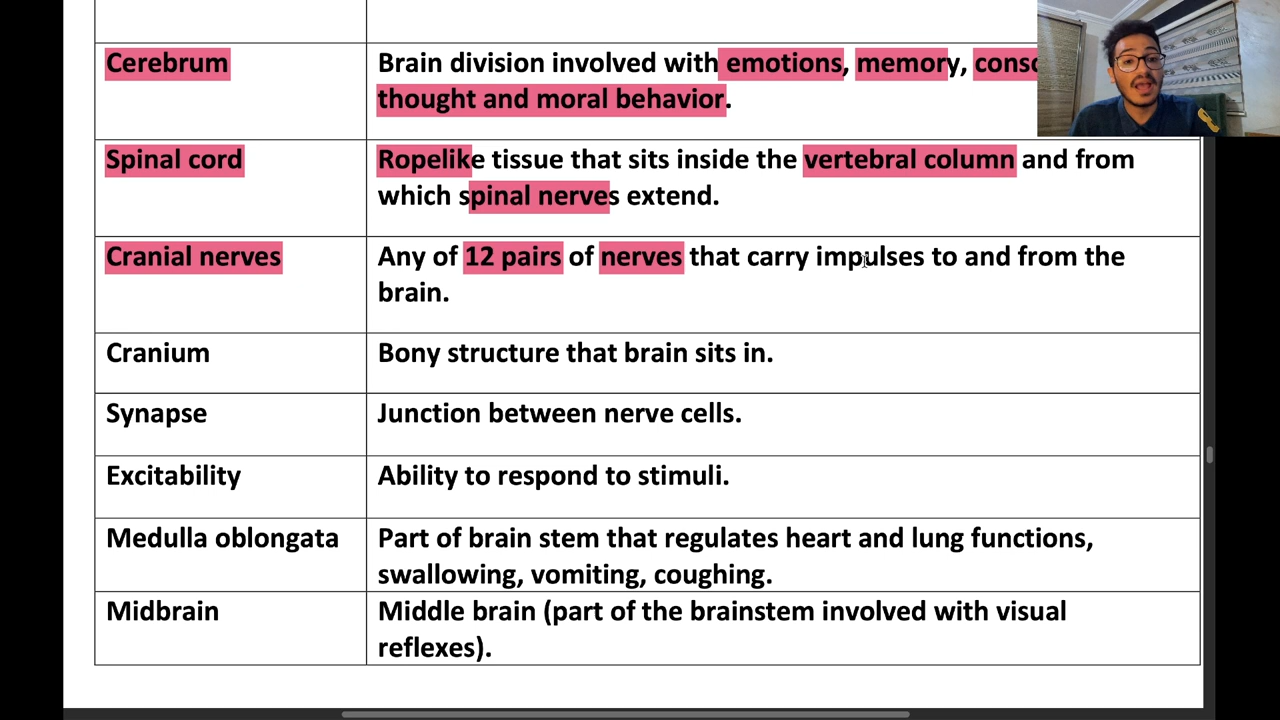 Cerebrum
Brain division involved with emotions, memory,
thought and moral behavior.
Spinal cord
Ropelike tissue that sits inside the vertebral column and from
which spinal nerves extend.
Cranial nerves
Any of 12 pairs of nerves that carry impulses to and from the
brain.
Cranium
Bony structure that brain sits in.
Synapse
Junction between nerve cells.
Excitability
Ability to respond to stimuli.
Medulla oblongata
Part of brain stem that regulates heart and lung functions,
swallowing, vomiting, coughing.
Midbrain
Middle brain (part of the brainstem involved with visual
reflexes).